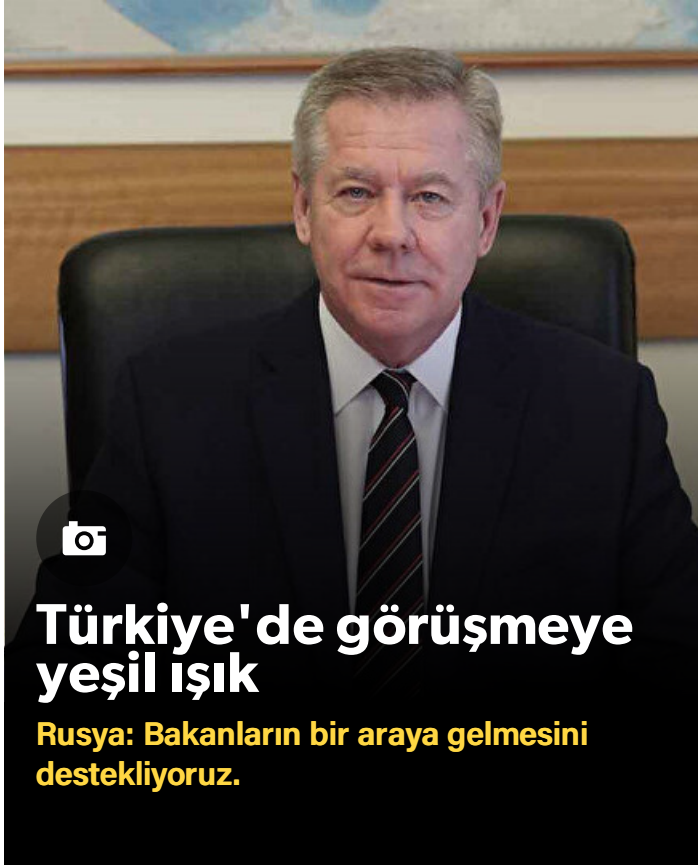 Türkiye'de görüşmeye
yeşil ışık
Rusya: Bakanların bir araya gelmesini
destekliyoruz.